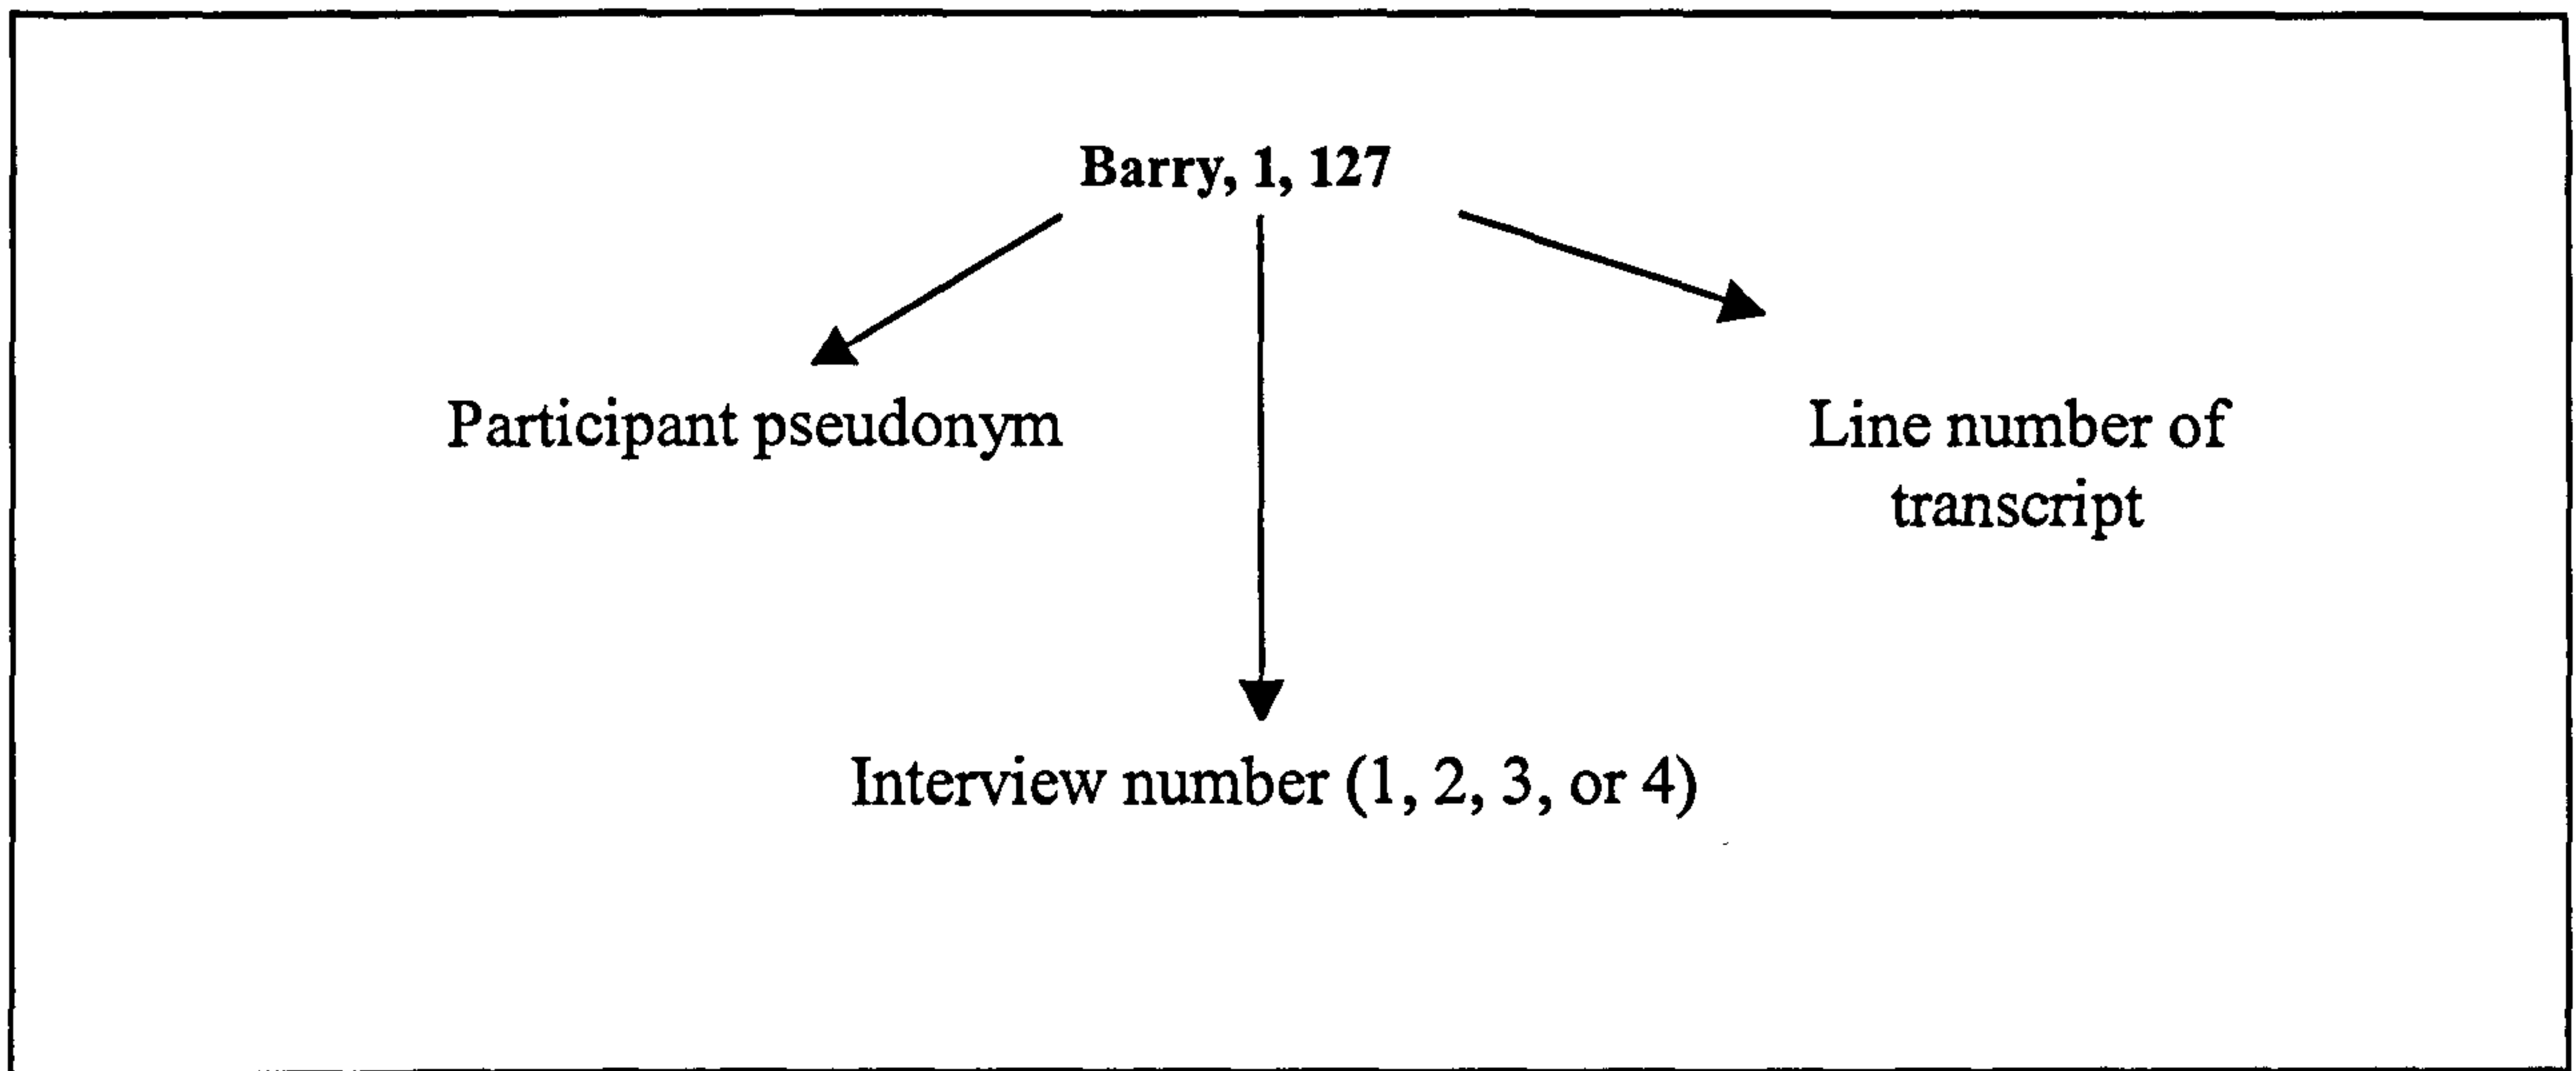 Barry, 1, 127
Participant pseudonym
Line number of
transcript
Interview number (1, 2, 3, or 4)